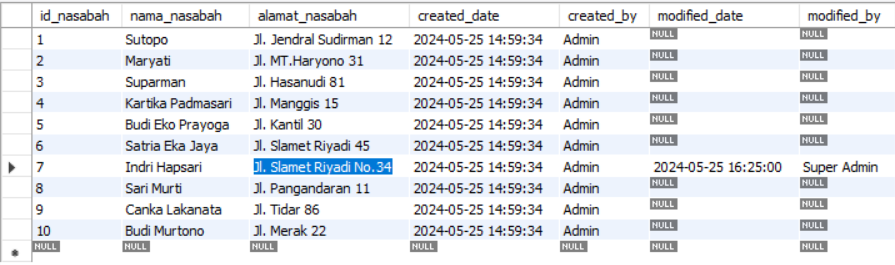 id_nasabah nama_nasabah alamat_nasabah created_date created_by modified_date modified_by
1 Sutopo Jl. Jendral Sudirman 12 2024-05-25 14:59:34 Admin NULL NULL
2 Maryati Jl. MT.Haryono 31 2024-05-25 14:59:34 Admin NULL NULL
3 Suparman Jl. Hasanudi 81 2024-05-25 14:59:34 Admin NULL NULL
4 Kartika Padmasari Jl. Manggis 15 2024-05-25 14:59:34 Admin NULL NULL
5 Budi Eko Prayoga Jl. Kantil 30 2024-05-25 14:59:34 Admin NULL NULL
6 Satria Eka Jaya Jl. Slamet Riyadi 45 2024-05-25 14:59:34 Admin NULL NULL
7 Indri Hapsari Jl. Slamet Riyadi No.34 2024-05-25 14:59:34 Admin 2024-05-25 16:25:00 Super Admin
8 Sari Murti Jl. Pangandaran 11 2024-05-25 14:59:34 Admin NULL NULL
9 Canka Lakanata Jl. Tidar 86 2024-05-25 14:59:34 Admin NULL NULL
10 Budi Murtono Jl. Merak 22 2024-05-25 14:59:34 Admin NULL NULL
NULL NULL NULL NULL NULL NULL NULL